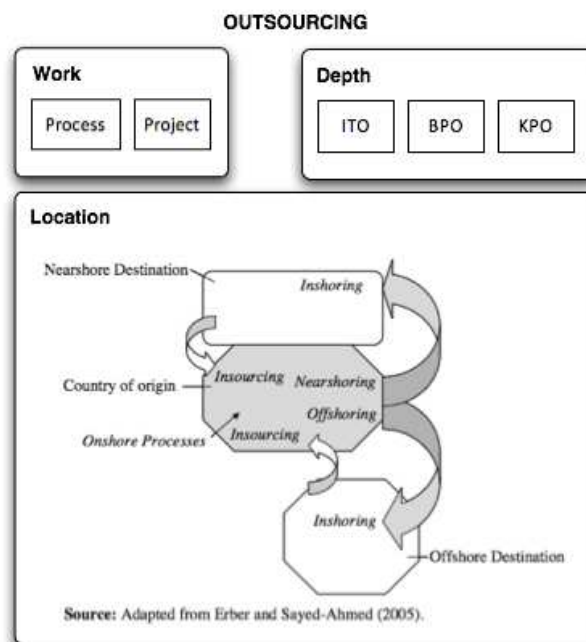 OUTSOURCING
Work
Process
Project
Depth
ITO
BPO
KPO
Location
Nearshore Destination
Inshoring
Country of origin
Insourcing
Nearshoring
Offshoring
Onshore Processes
Insourcing
Inshoring
Offshore Destination
Source: Adapted from Erber and Sayed-Ahmed (2005).